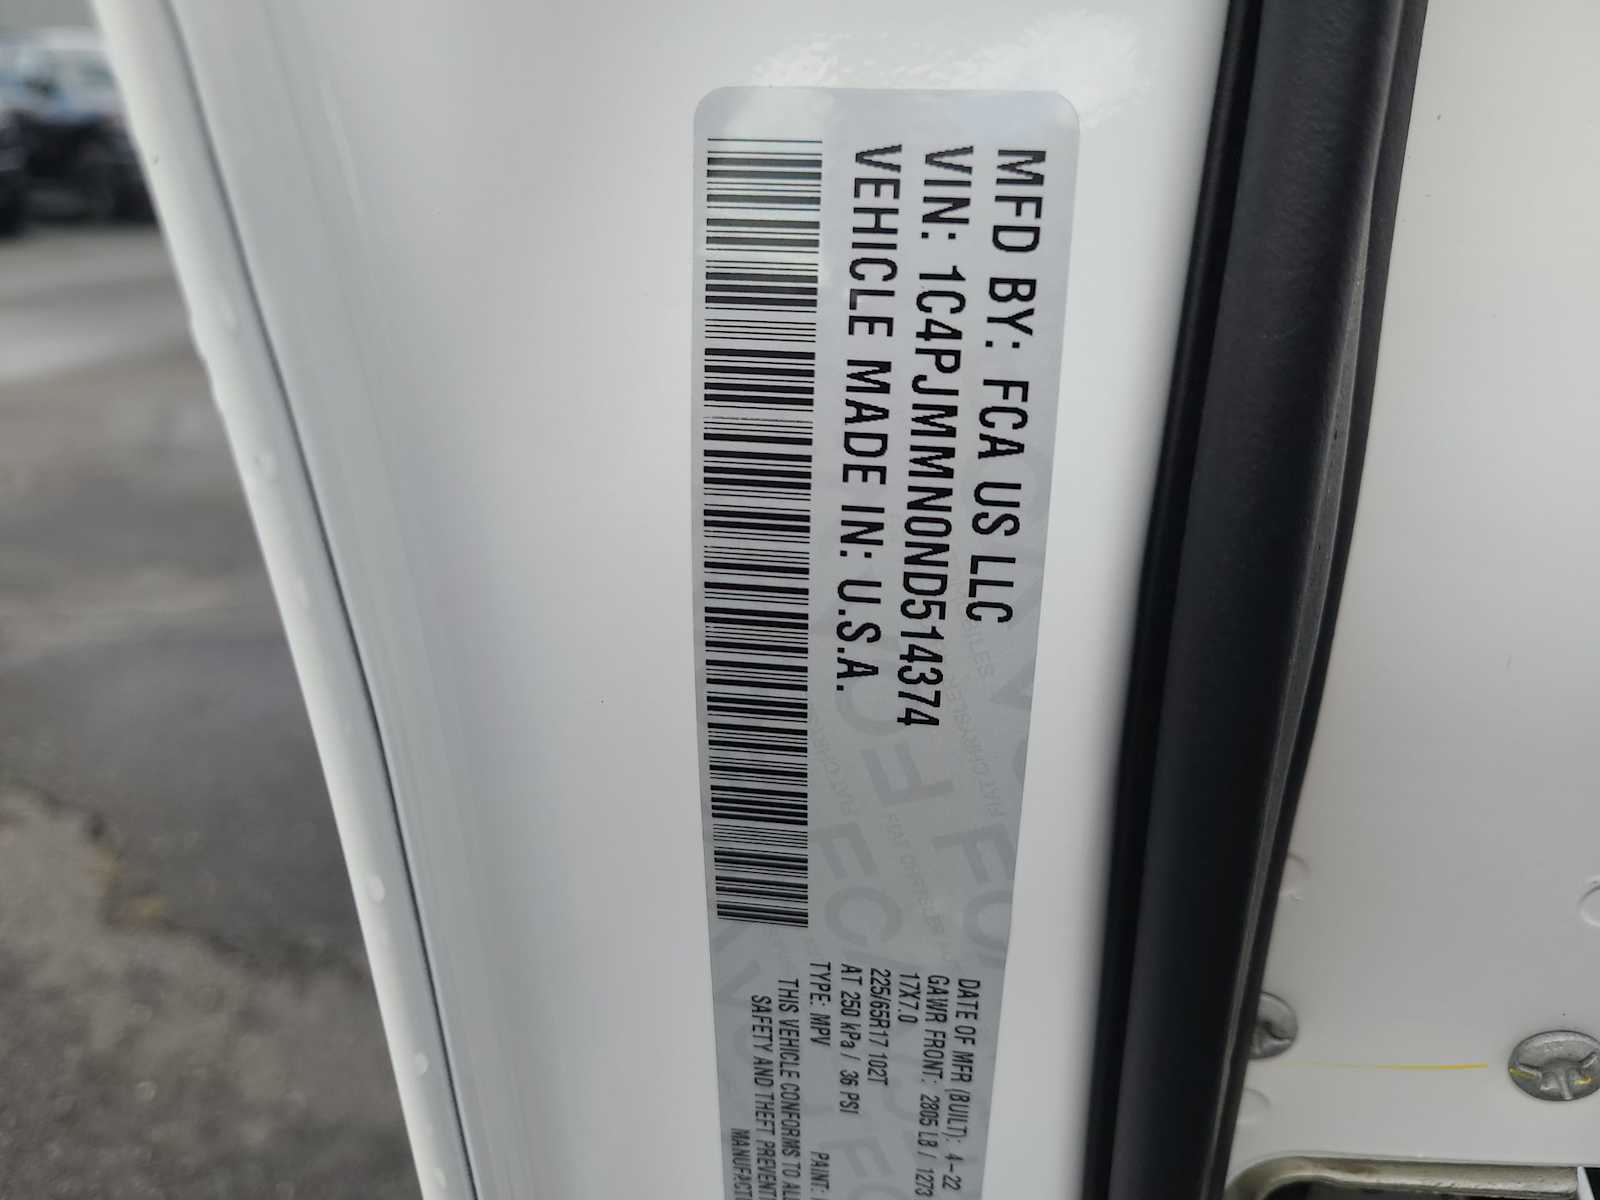 MFD BY: FCA US LLC
VIN: 1C4PJMMN0ND514374
VEHICLE MADE IN: U.S.A.
DATE OF MFR (BUILT): 4-22
GAWR FRONT: 2805 LB / 1273
17X7.0
225/65R17 102T
AT 250 kPa / 36 PSI PAINT:
TYPE: MPV
THIS VEHICLE CONFORMS TO
SAFETY AND THEFT